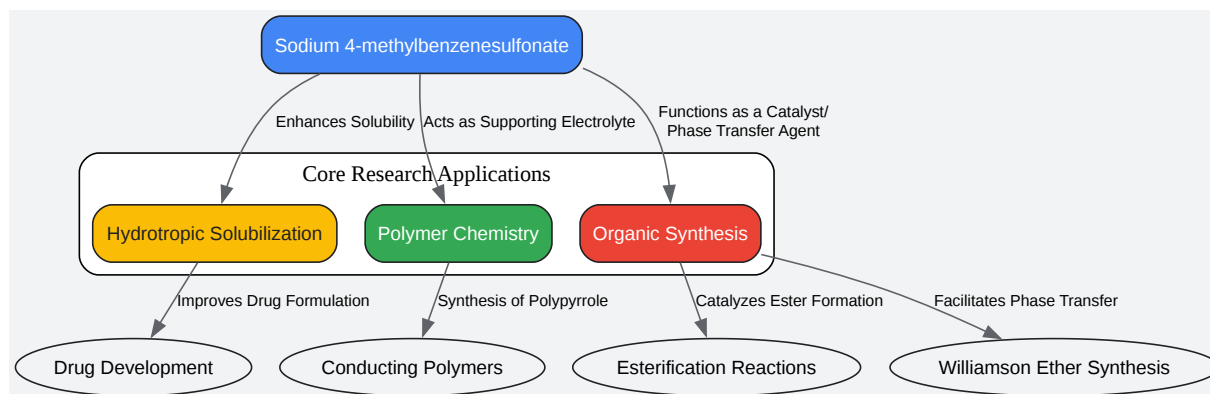 Sodium 4-methylbenzenesulfonate
Enhances Solubility
Acts as Supporting Electrolyte
Functions as a Catalyst/
Phase Transfer Agent
Core Research Applications
Hydrotropic Solubilization
Polymer Chemistry
Organic Synthesis
Improves Drug Formulation
Synthesis of Polypyrrole
Catalyzes Ester Formation
Facilitates Phase Transfer
Drug Development
Conducting Polymers
Esterification Reactions
Williamson Ether Synthesis